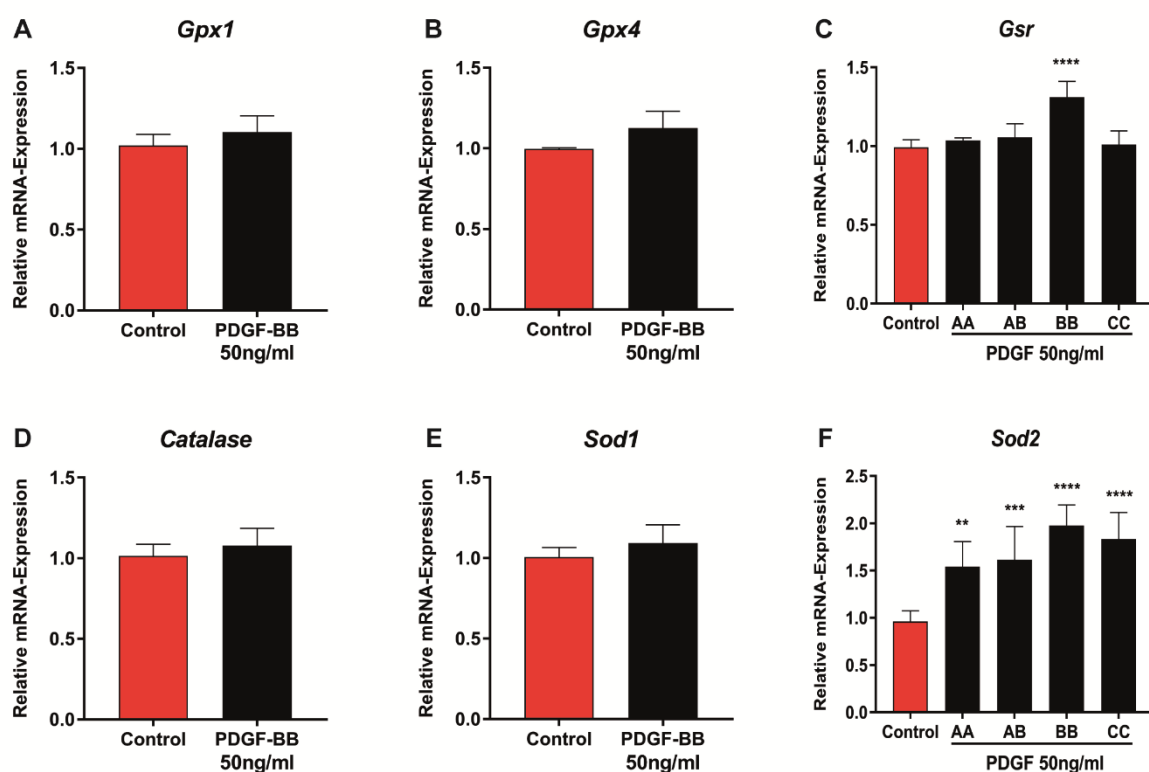 A
Gpx1
Relative mRNA-Expression
1.5
1.0
0.5
0.0
Control
PDGF-BB
50ng/ml
B
Gpx4
Relative mRNA-Expression
1.5
1.0
0.5
0.0
Control
PDGF-BB
50ng/ml
C
Gsr
Relative mRNA-Expression
1.5
1.0
0.5
0.0
****
Control
AA
AB
BB
CC
PDGF 50ng/ml
D
Catalase
Relative mRNA-Expression
1.5
1.0
0.5
0.0
Control
PDGF-BB
50ng/ml
E
Sod1
Relative mRNA-Expression
1.5
1.0
0.5
0.0
Control
PDGF-BB
50ng/ml
F
Sod2
Relative mRNA-Expression
2.5
2.0
1.5
1.0
0.5
0.0
**
***
****
****
Control
AA
AB
BB
CC
PDGF 50ng/ml